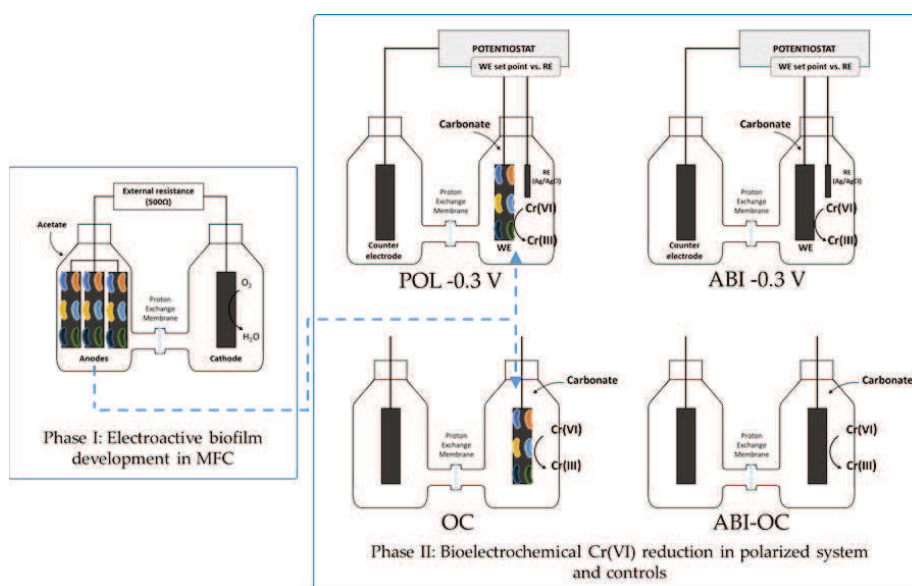 External resistance
(500Ω)
Acetate
Proton
Exchange
Membrane
O₂
H₂O
Anodes
Cathode
Phase I: Electroactive biofilm
development in MFC
POTENTIOSTAT
WE set point vs. RE
Carbonate
RE
(Ag/AgCl)
Proton
Exchange
Membrane
Cr(VI)
Cr(III)
Counter
electrode
WE
POL -0.3 V
POTENTIOSTAT
WE set point vs. RE
Carbonate
RE
(Ag/AgCl)
Proton
Exchange
Membrane
Cr(VI)
Cr(III)
Counter
electrode
WE
ABI -0.3 V
Carbonate
Proton
Exchange
Membrane
Cr(VI)
Cr(III)
OC
Carbonate
Proton
Exchange
Membrane
Cr(VI)
Cr(III)
ABI-OC
Phase II: Bioelectrochemical Cr(VI) reduction in polarized system
and controls